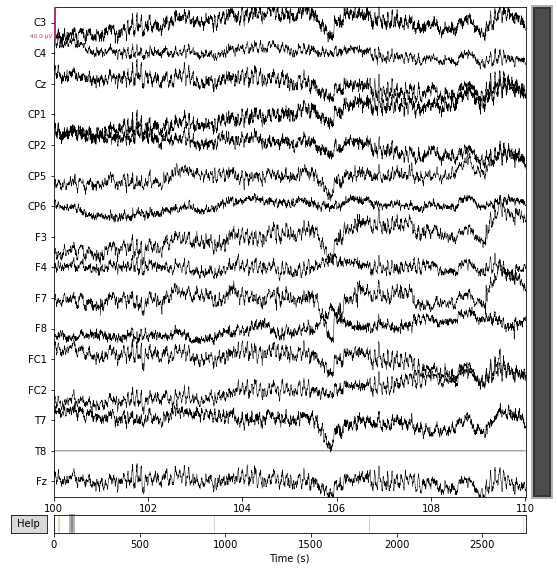 C3
40.0 µV
C4
Cz
CP1
CP2
CP5
CP6
F3
F4
F7
F8
FC1
FC2
T7
T8
Fz
100 102 104 106 108 110
Help
0 500 1000 1500 2000 2500
Time (s)